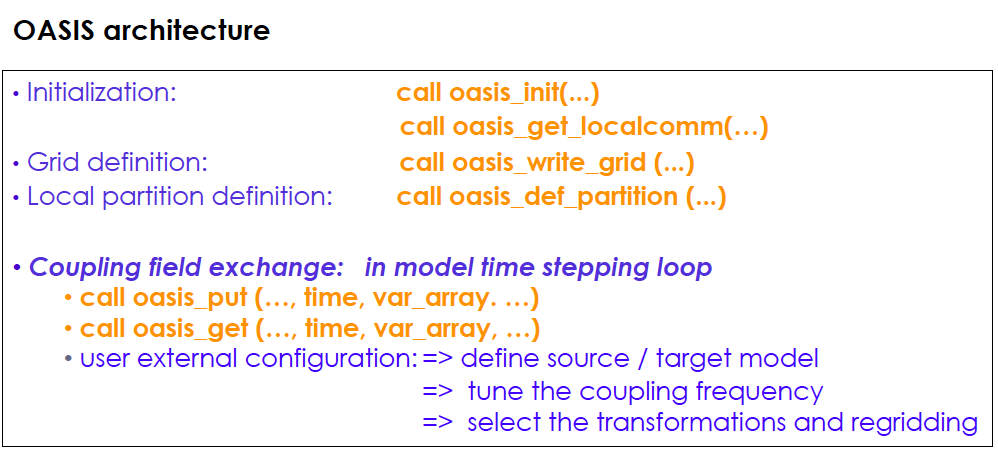 OASIS architecture
• Initialization: call oasis_init(...)
call oasis_get_localcomm(…)
• Grid definition: call oasis_write_grid (...)
• Local partition definition: call oasis_def_partition (...)
• Coupling field exchange: in model time stepping loop
• call oasis_put (…, time, var_array. …)
• call oasis_get (…, time, var_array, …)
• user external configuration: => define source / target model
=> tune the coupling frequency
=> select the transformations and regridding